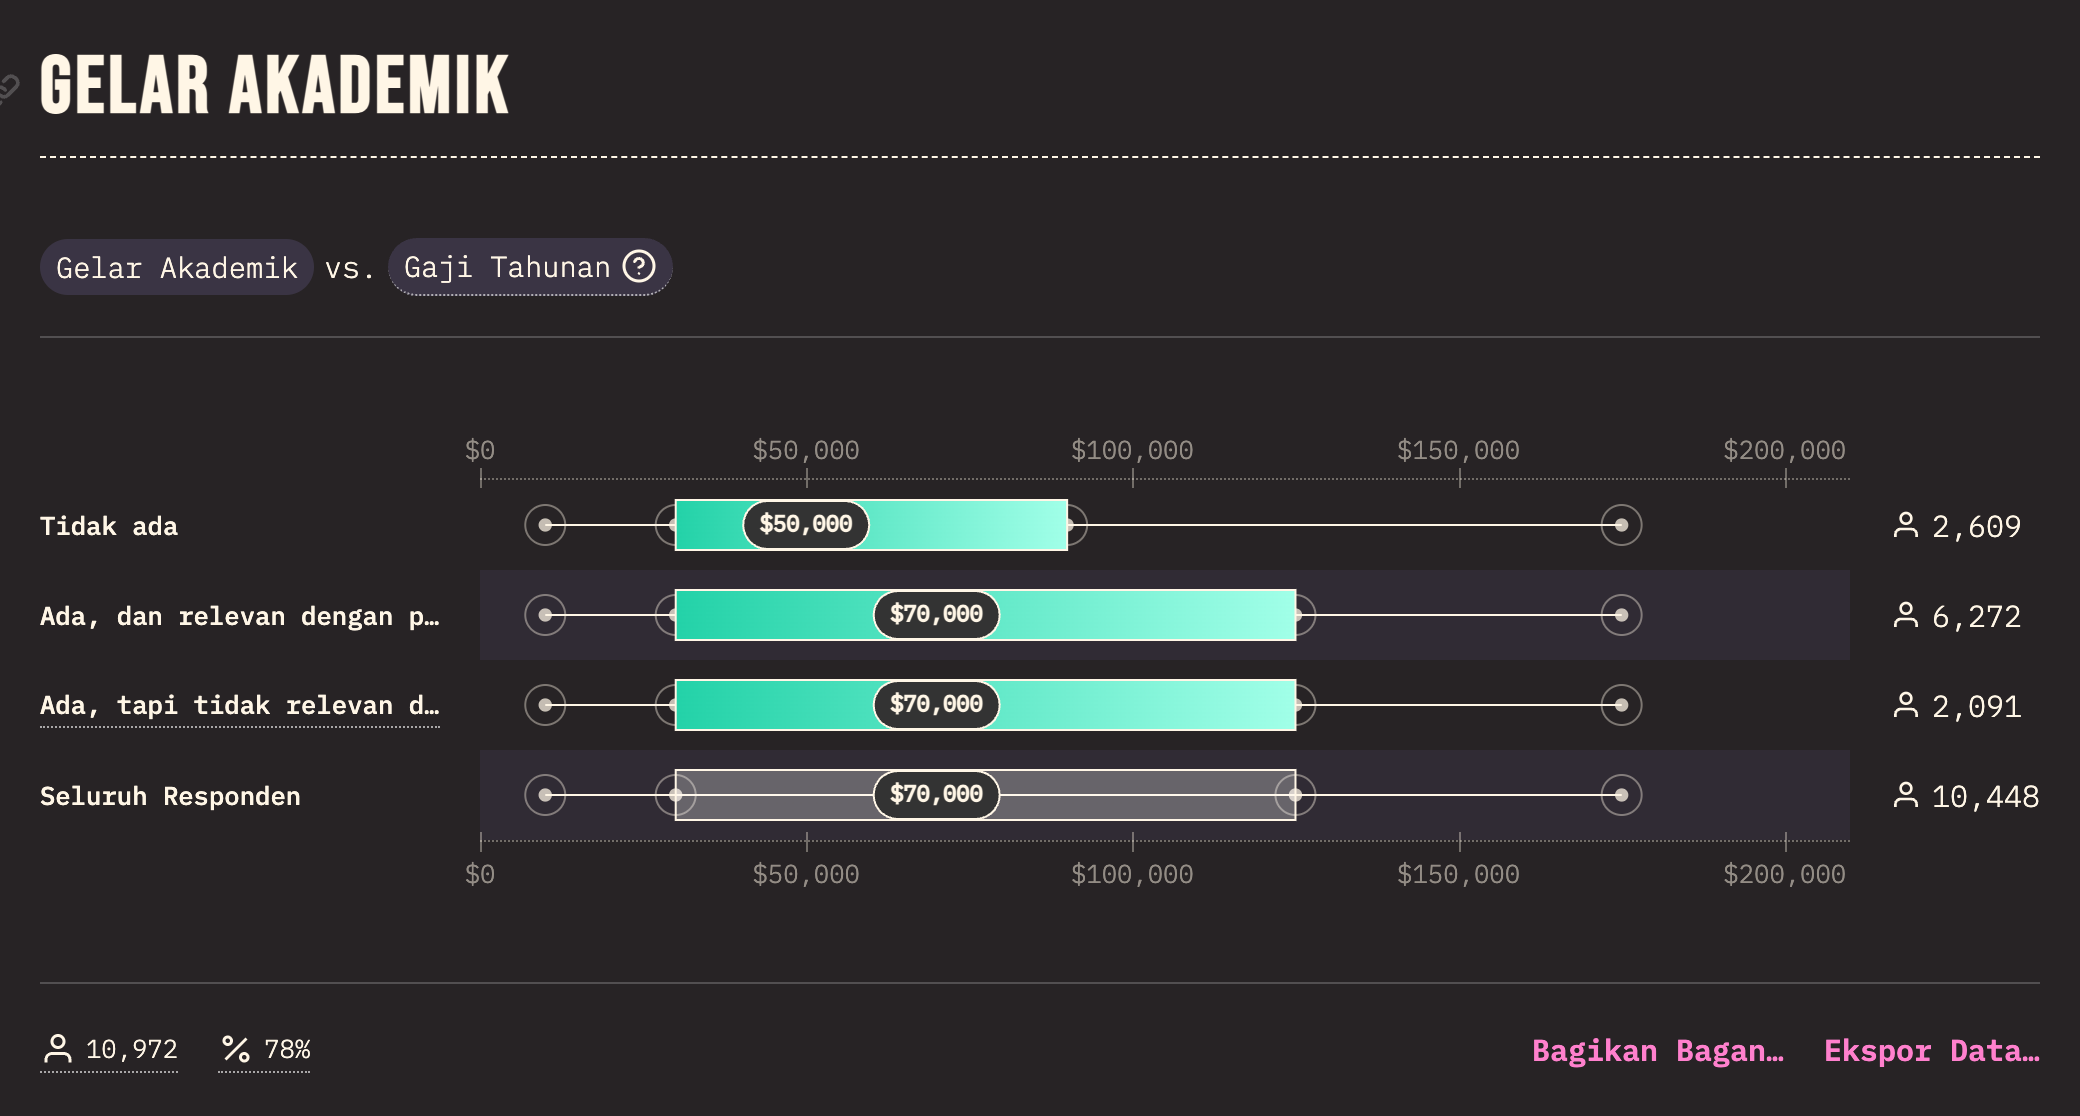 GELAR AKADEMIK
Gelar Akademik vs. Gaji Tahunan
$0 $50,000 $100,000 $150,000 $200,000
Tidak ada $50,000 2,609
Ada, dan relevan dengan p… $70,000 6,272
Ada, tapi tidak relevan d… $70,000 2,091
Seluruh Responden $70,000 10,448
$0 $50,000 $100,000 $150,000 $200,000
10,972 78% Bagikan Bagan… Ekspor Data…